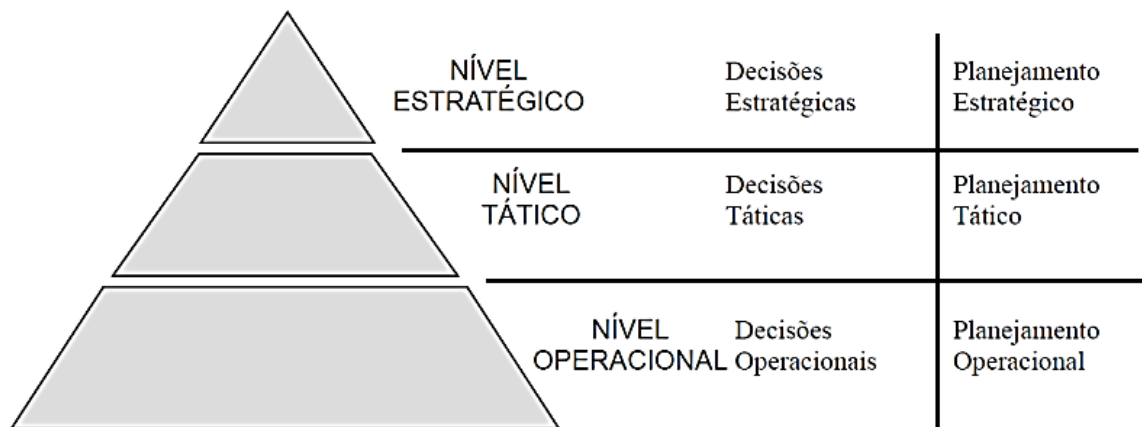 NÍVEL
ESTRATÉGICO
Decisões
Estratégicas
Planejamento
Estratégico
NÍVEL
TÁTICO
Decisões
Táticas
Planejamento
Tático
NÍVEL
OPERACIONAL
Decisões
Operacionais
Planejamento
Operacional